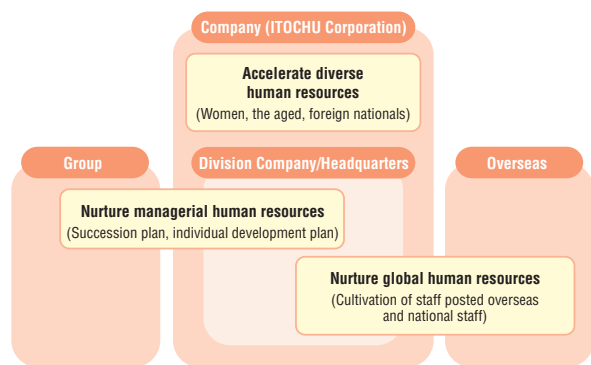 Company (ITOCHU Corporation)
Accelerate diverse
human resources
(Women, the aged, foreign nationals)
Group
Division Company/Headquarters
Overseas
Nurture managerial human resources
(Succession plan, individual development plan)
Nurture global human resources
(Cultivation of staff posted overseas
and national staff)